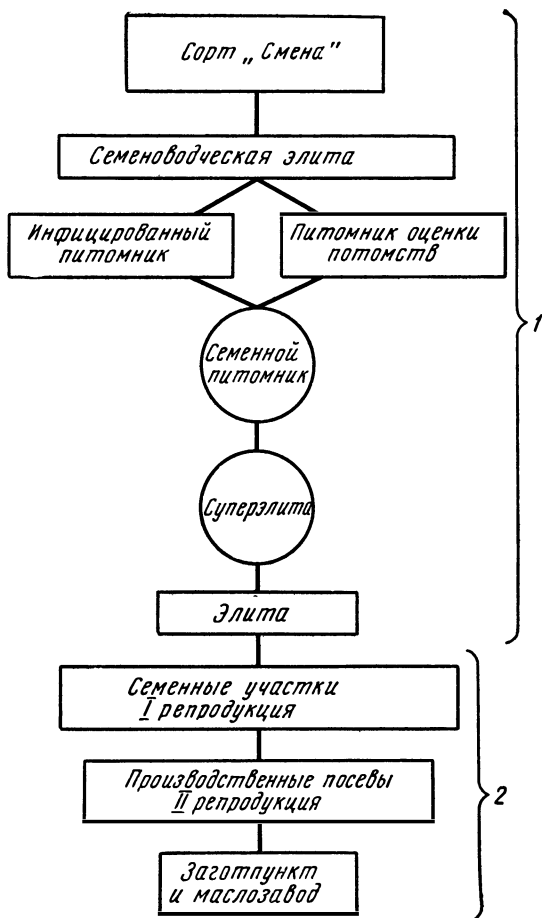 Сорт „Смена"
Семеноводческая элита
Инфицированный
питомник
Питомник оценки
потомств
Семенной
питомник
1
Суперэлита
Элита
Семенные участки
I репродукция
Производственные посевы
II репродукция
2
Заготпункт
и маслозавод